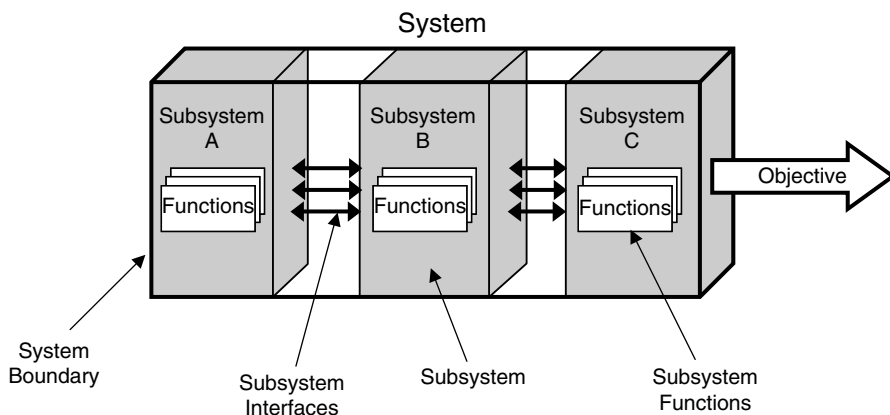 System
Subsystem
A
Subsystem
B
Subsystem
C
Functions
Functions
Functions
Objective
System
Boundary
Subsystem
Interfaces
Subsystem
Subsystem
Functions